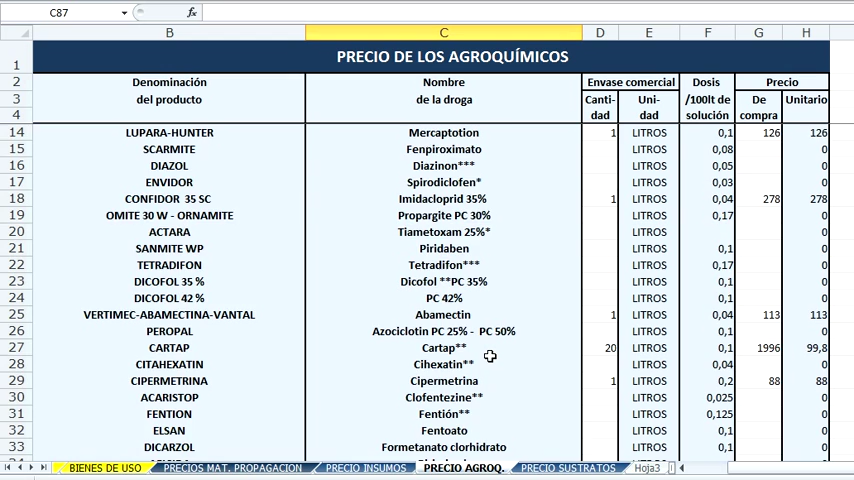 C87 fx
B C D E F G H
1 PRECIO DE LOS AGROQUÍMICOS
2 Denominación Nombre Envase comercial Dosis Precio
3 del producto de la droga Canti- Uni- /100lt de De Unitario
4 dad dad solución compra
14 LUPARA-HUNTER Mercaptotion 1 LITROS 0,1 126 126
15 SCARMITE Fenpiroximato LITROS 0,08 0
16 DIAZOL Diazinon*** LITROS 0,05 0
17 ENVIDOR Spirodiclofen* LITROS 0,03 0
18 CONFIDOR 35 SC Imidacloprid 35% 1 LITROS 0,04 278 278
19 OMITE 30 W - ORNAMITE Propargite PC 30% LITROS 0,17 0
20 ACTARA Tiametoxam 25%* LITROS 0
21 SANMITE WP Piridaben LITROS 0,1 0
22 TETRADIFON Tetradifon*** LITROS 0,17 0
23 DICOFOL 35 % Dicofol **PC 35% LITROS 0,1 0
24 DICOFOL 42 % PC 42% LITROS 0,1 0
25 VERTIMEC-ABAMECTINA-VANTAL Abamectin 1 LITROS 0,04 113 113
26 PEROPAL Azociclotin PC 25% - PC 50% LITROS 0,1 0
27 CARTAP Cartap** 20 LITROS 0,1 1996 99,8
28 CITAHEXATIN Cihexatin** LITROS 0,04 0
29 CIPERMETRINA Cipermetrina 1 LITROS 0,2 88 88
30 ACARISTOP Clofentezine** LITROS 0,025 0
31 FENTION Fentión** LITROS 0,125 0
32 ELSAN Fentoato LITROS 0,1 0
33 DICARZOL Formetanato clorhidrato LITROS 0,1 0
BIENES DE USO PRECIOS MAT. PROPAGACION PRECIO INSUMOS PRECIO AGROQ. PRECIO SUSTRATOS Hoja3